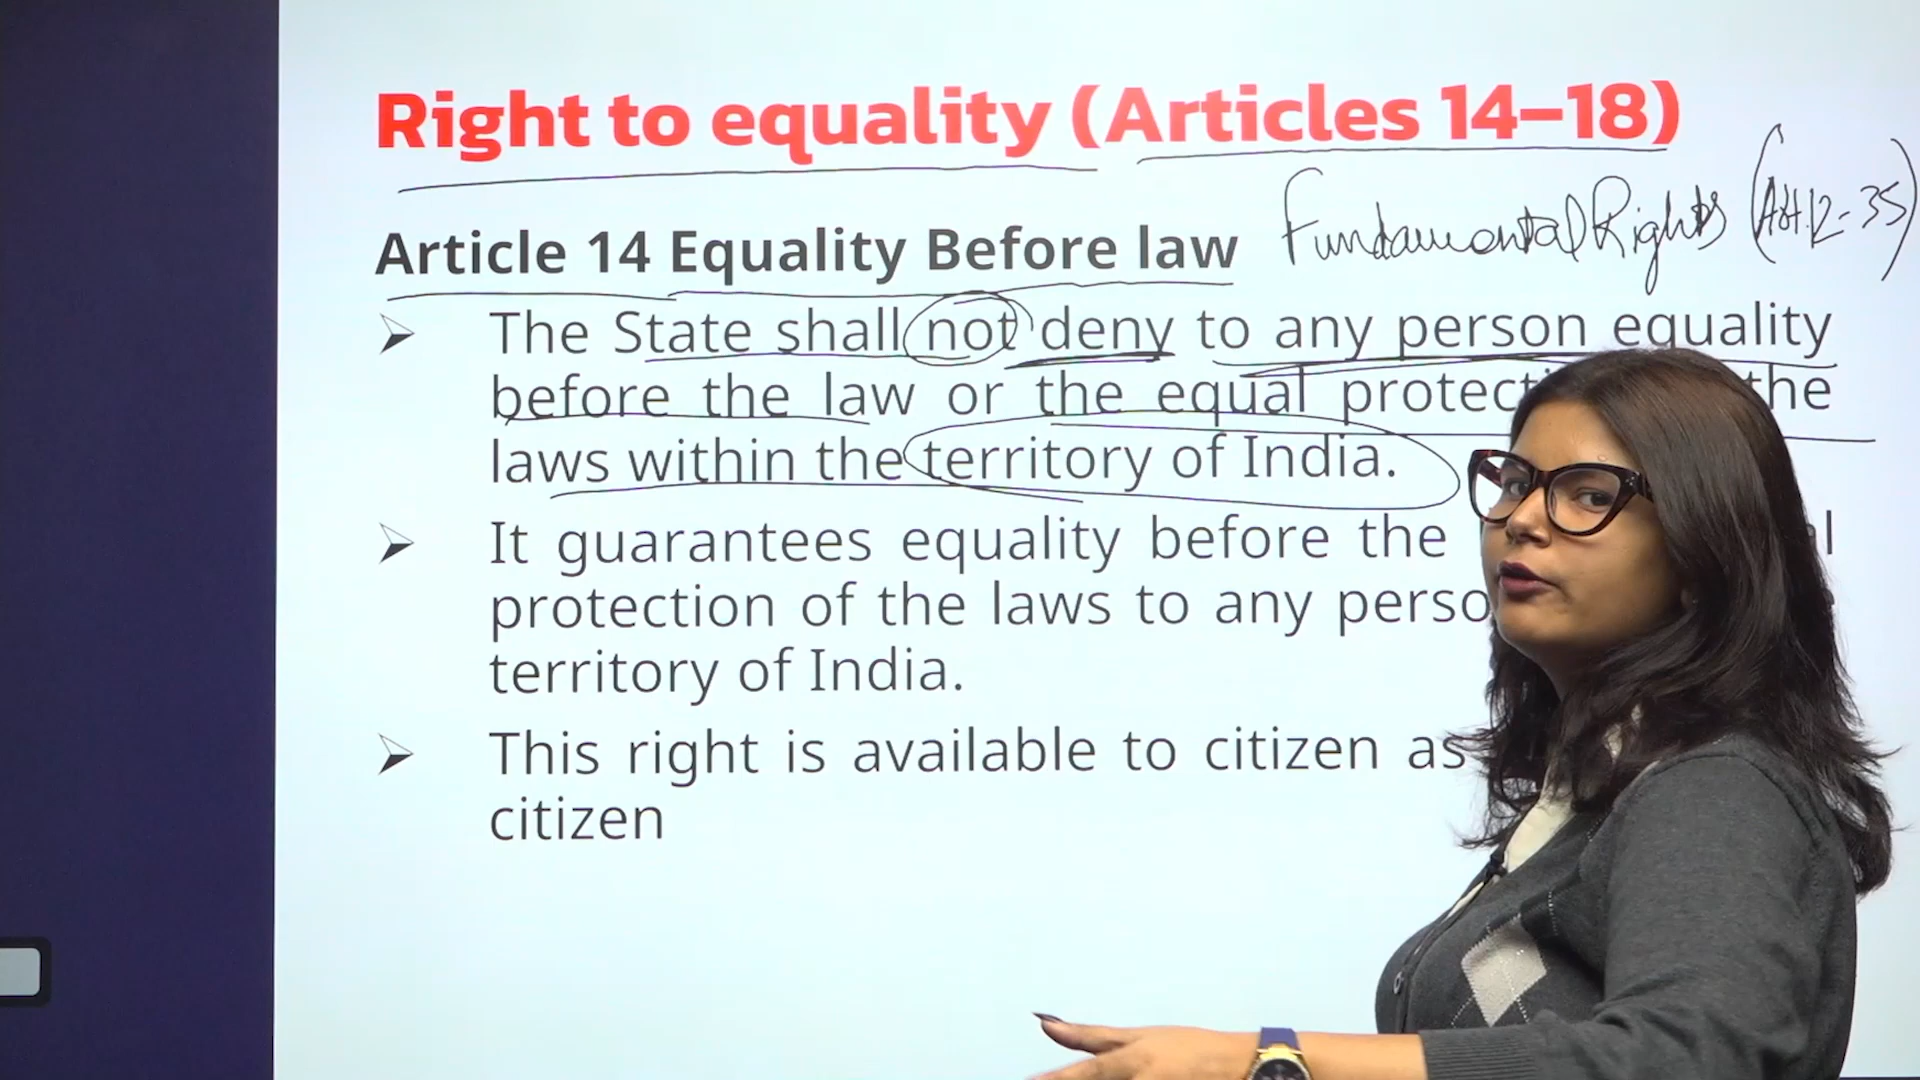 Right to equality (Articles 14–18)
Fundamental Rights (Art. 12-35)
Article 14 Equality Before law
The State shall not deny to any person equality
before the law or the equal the
laws within the territory of India.
It guarantees equality before the
protection of the laws to any
territory of India.
This right is available to citizen as
citizen